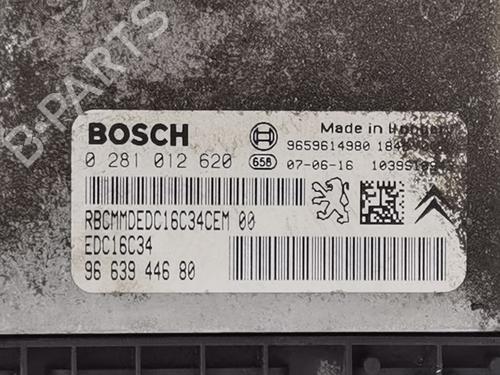 B-PARTS
BOSCH
Made in Hungary
0 281 012 620
658
9659614980
07-06-16
RBCMMDEDC16C34CEM 00
EDC16C34
96 639 446 80